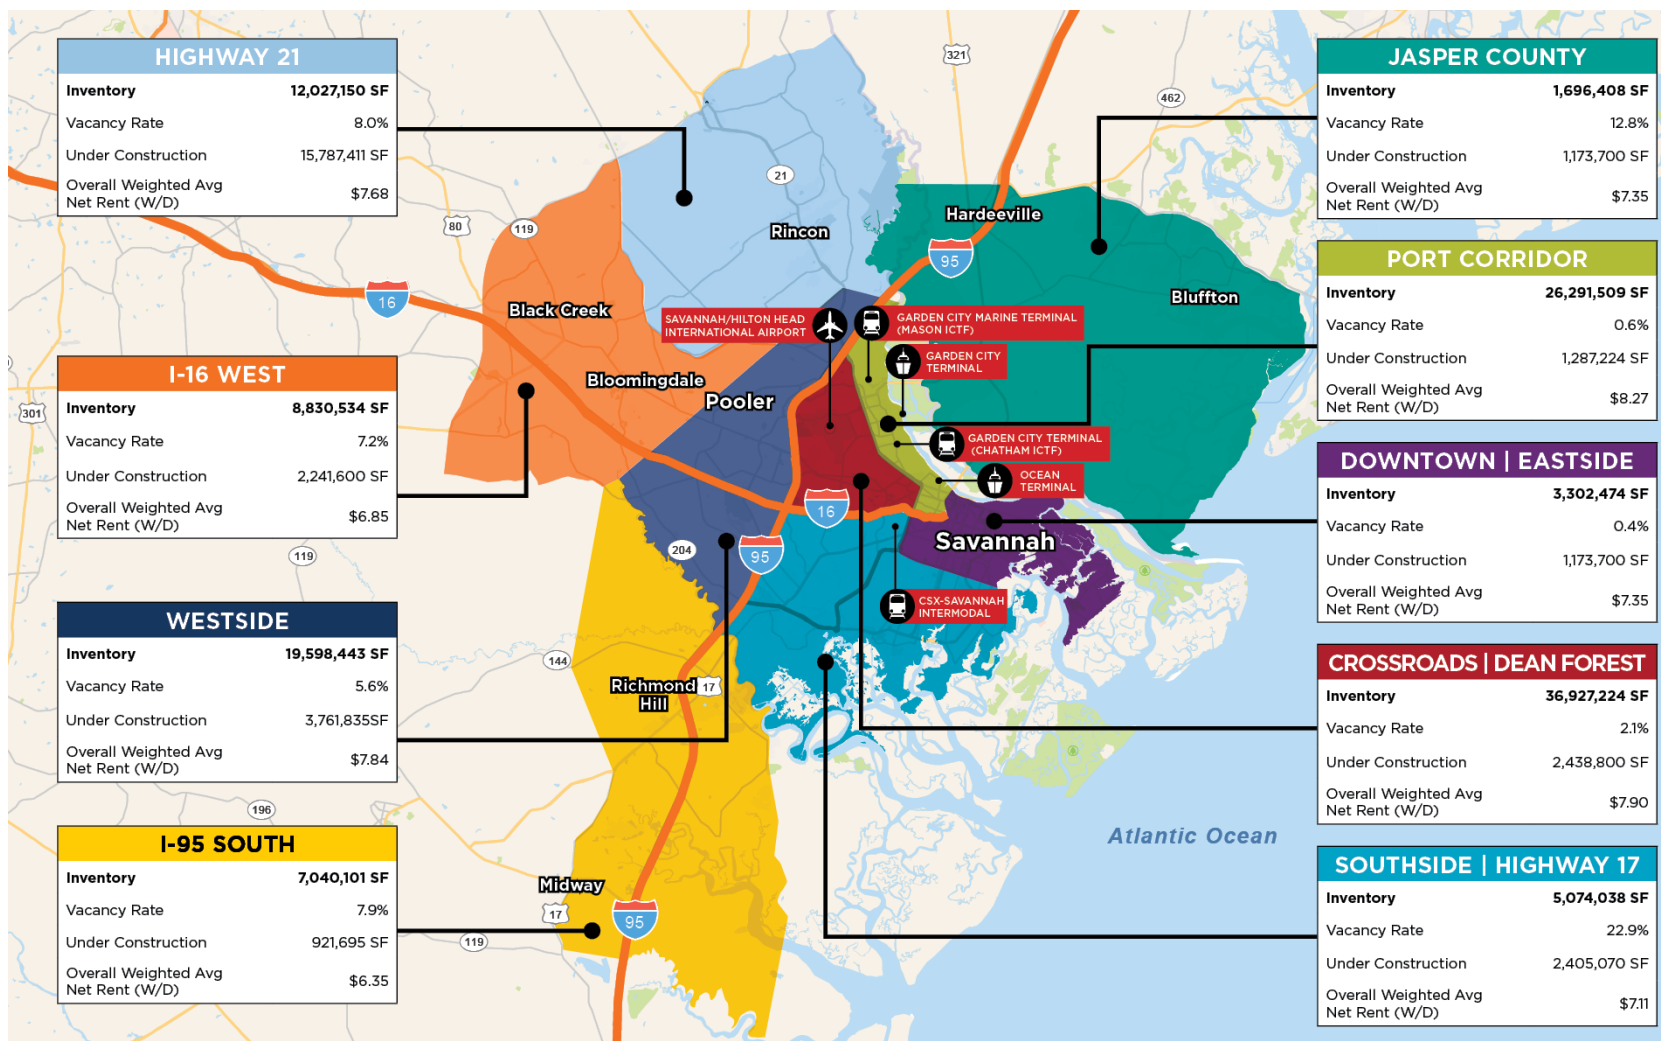 HIGHWAY 21
Inventory 12,027,150 SF
Vacancy Rate 8.0%
Under Construction 15,787,411 SF
Overall Weighted Avg
Net Rent (W/D) $7.68
I-16 WEST
Inventory 8,830,534 SF
Vacancy Rate 7.2%
Under Construction 2,241,600 SF
Overall Weighted Avg
Net Rent (W/D) $6.85
WESTSIDE
Inventory 19,598,443 SF
Vacancy Rate 5.6%
Under Construction 3,761,835SF
Overall Weighted Avg
Net Rent (W/D) $7.84
I-95 SOUTH
Inventory 7,040,101 SF
Vacancy Rate 7.9%
Under Construction 921,695 SF
Overall Weighted Avg
Net Rent (W/D) $6.35
321
462
21
Rincon
Hardeeville
95
80
119
16
Black Creek
Bluffton
SAVANNAH/HILTON HEAD
INTERNATIONAL AIRPORT
GARDEN CITY MARINE TERMINAL
(MASON ICTF)
GARDEN CITY
TERMINAL
Bloomingdale
Pooler
301
GARDEN CITY TERMINAL
(CHATHAM ICTF)
OCEAN
TERMINAL
16
Savannah
204
95
119
CSX-SAVANNAH
INTERMODAL
144
Richmond
Hill
17
196
Atlantic Ocean
Midway
17
95
119
JASPER COUNTY
Inventory 1,696,408 SF
Vacancy Rate 12.8%
Under Construction 1,173,700 SF
Overall Weighted Avg
Net Rent (W/D) $7.35
PORT CORRIDOR
Inventory 26,291,509 SF
Vacancy Rate 0.6%
Under Construction 1,287,224 SF
Overall Weighted Avg
Net Rent (W/D) $8.27
DOWNTOWN | EASTSIDE
Inventory 3,302,474 SF
Vacancy Rate 0.4%
Under Construction 1,173,700 SF
Overall Weighted Avg
Net Rent (W/D) $7.35
CROSSROADS | DEAN FOREST
Inventory 36,927,224 SF
Vacancy Rate 2.1%
Under Construction 2,438,800 SF
Overall Weighted Avg
Net Rent (W/D) $7.90
SOUTHSIDE | HIGHWAY 17
Inventory 5,074,038 SF
Vacancy Rate 22.9%
Under Construction 2,405,070 SF
Overall Weighted Avg
Net Rent (W/D) $7.11